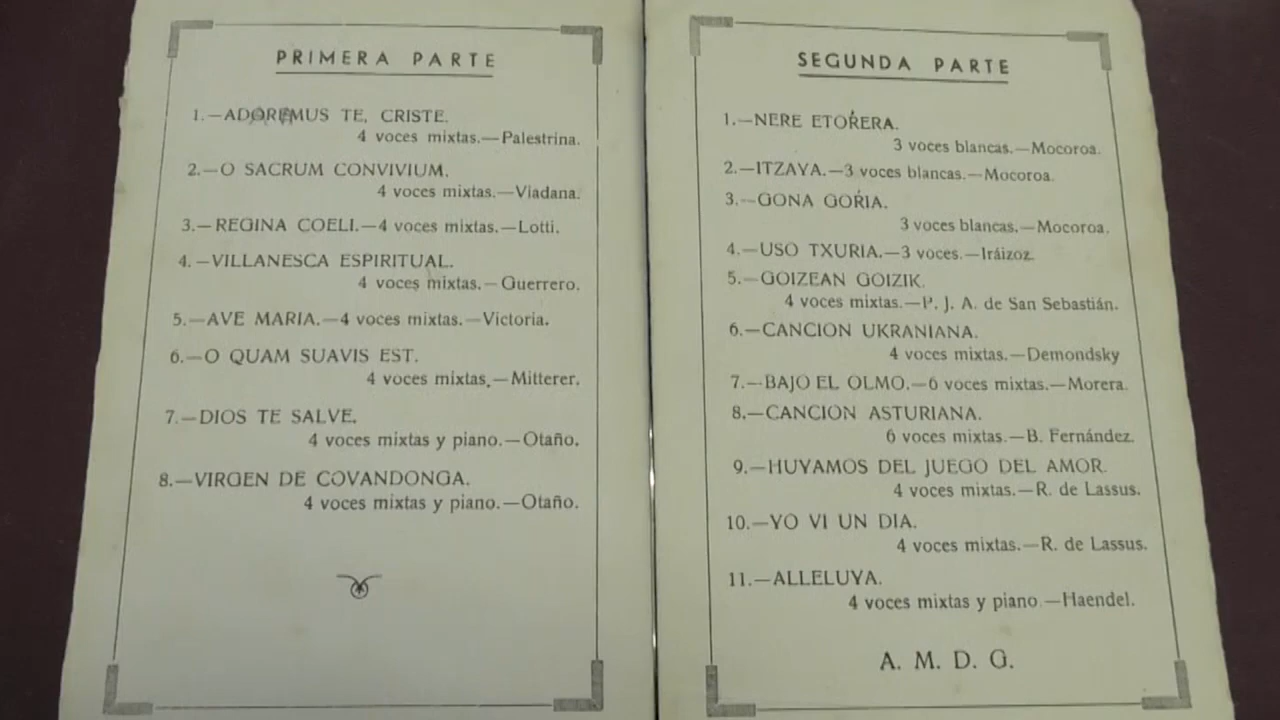 PRIMERA PARTE
1.—ADOREMUS TE, CRISTE.
4 voces mixtas.—Palestrina.
2.—O SACRUM CONVIVIUM.
4 voces mixtas.—Viadana.
3.—REGINA COELI.—4 voces mixtas.—Lotti.
4.—VILLANESCA ESPIRITUAL.
4 voces mixtas.—Guerrero.
5.—AVE MARIA.—4 voces mixtas.—Victoria.
6.—O QUAM SUAVIS EST.
4 voces mixtas.—Mitterer.
7.—DIOS TE SALVE.
4 voces mixtas y piano.—Otaño.
8.—VIRGEN DE COVANDONGA.
4 voces mixtas y piano.—Otaño.
SEGUNDA PARTE
1.—NERE ETOŔERA.
3 voces blancas.—Mocoroa.
2.—ITZAYA.—3 voces blancas.—Mocoroa.
3.—GONA GOŔIA.
3 voces blancas.—Mocoroa.
4.—USO TXURIA.—3 voces.—Iráizoz.
5.—GOIZEAN GOIZIK.
4 voces mixtas.—P. J. A. de San Sebastián.
6.—CANCION UKRANIANA.
4 voces mixtas.—Demondsky
7.—BAJO EL OLMO.—6 voces mixtas.—Morera.
8.—CANCION ASTURIANA.
6 voces mixtas.—B. Fernández.
9.—HUYAMOS DEL JUEGO DEL AMOR.
4 voces mixtas.—R. de Lassus.
10.—YO VI UN DIA.
4 voces mixtas.—R. de Lassus.
11.—ALLELUYA.
4 voces mixtas y piano.—Haendel.
A. M. D. G.